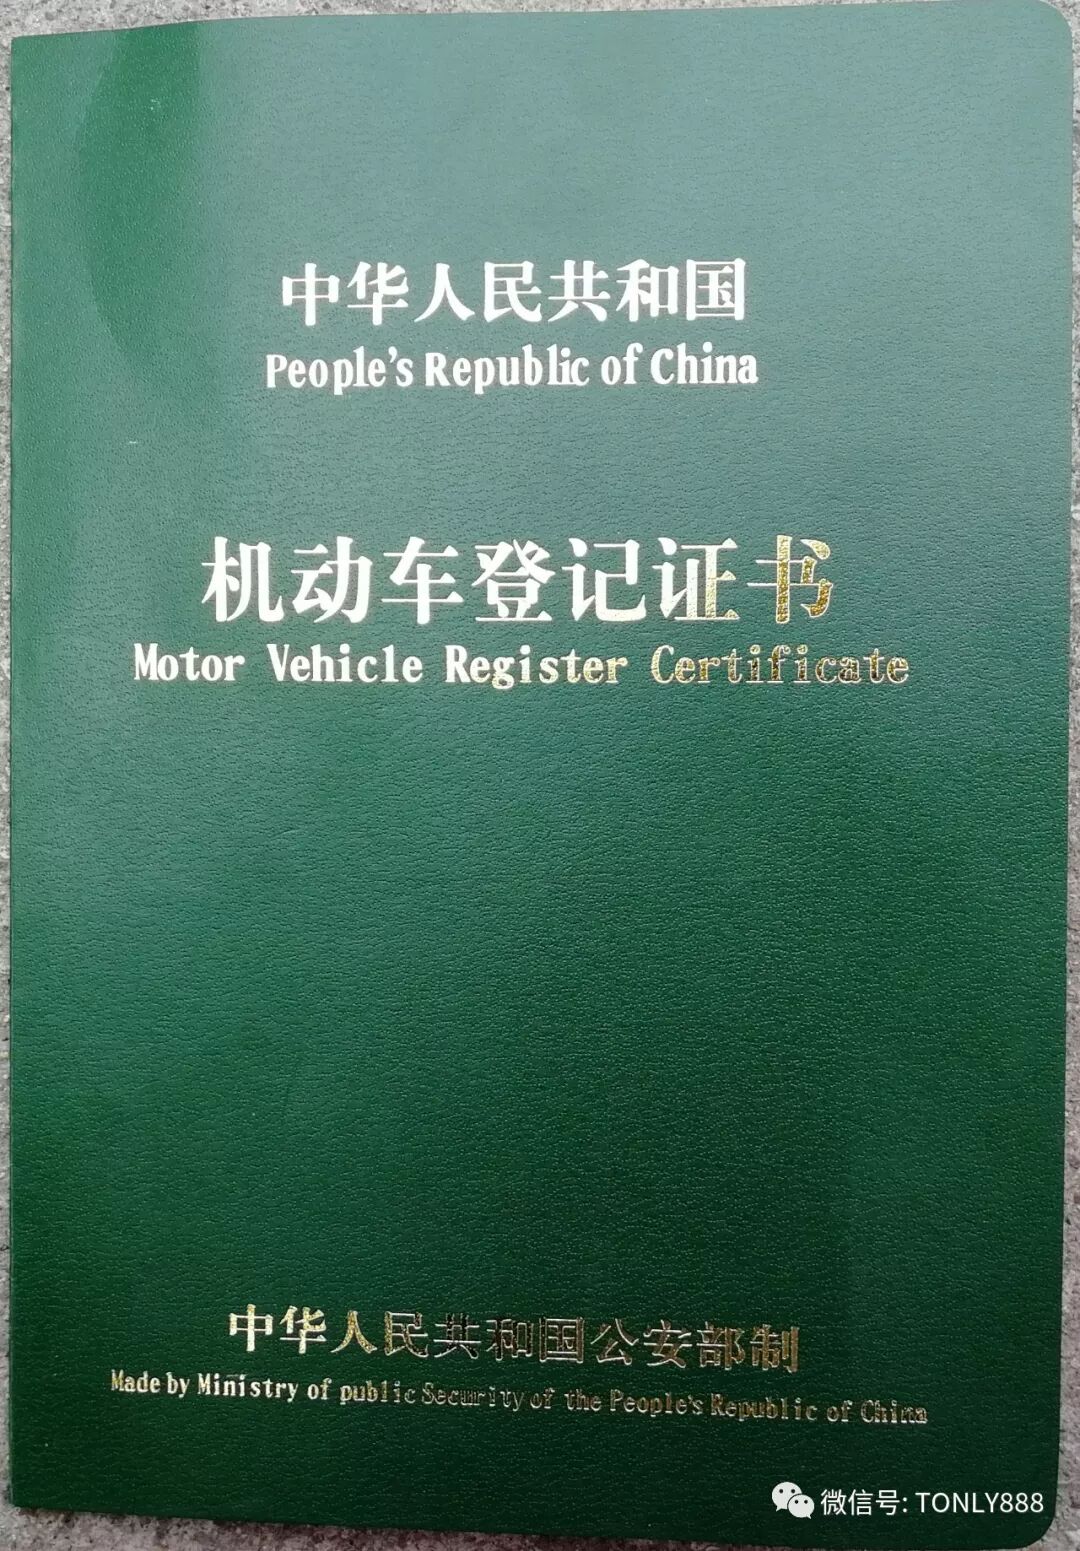 中华人民共和国
People's Republic of China
机动车登记证书
Motor Vehicle Register Certificate
中华人民共和国公安部制
Made by Ministry of public Security of the People's Republic of China
微信号: TONLY888